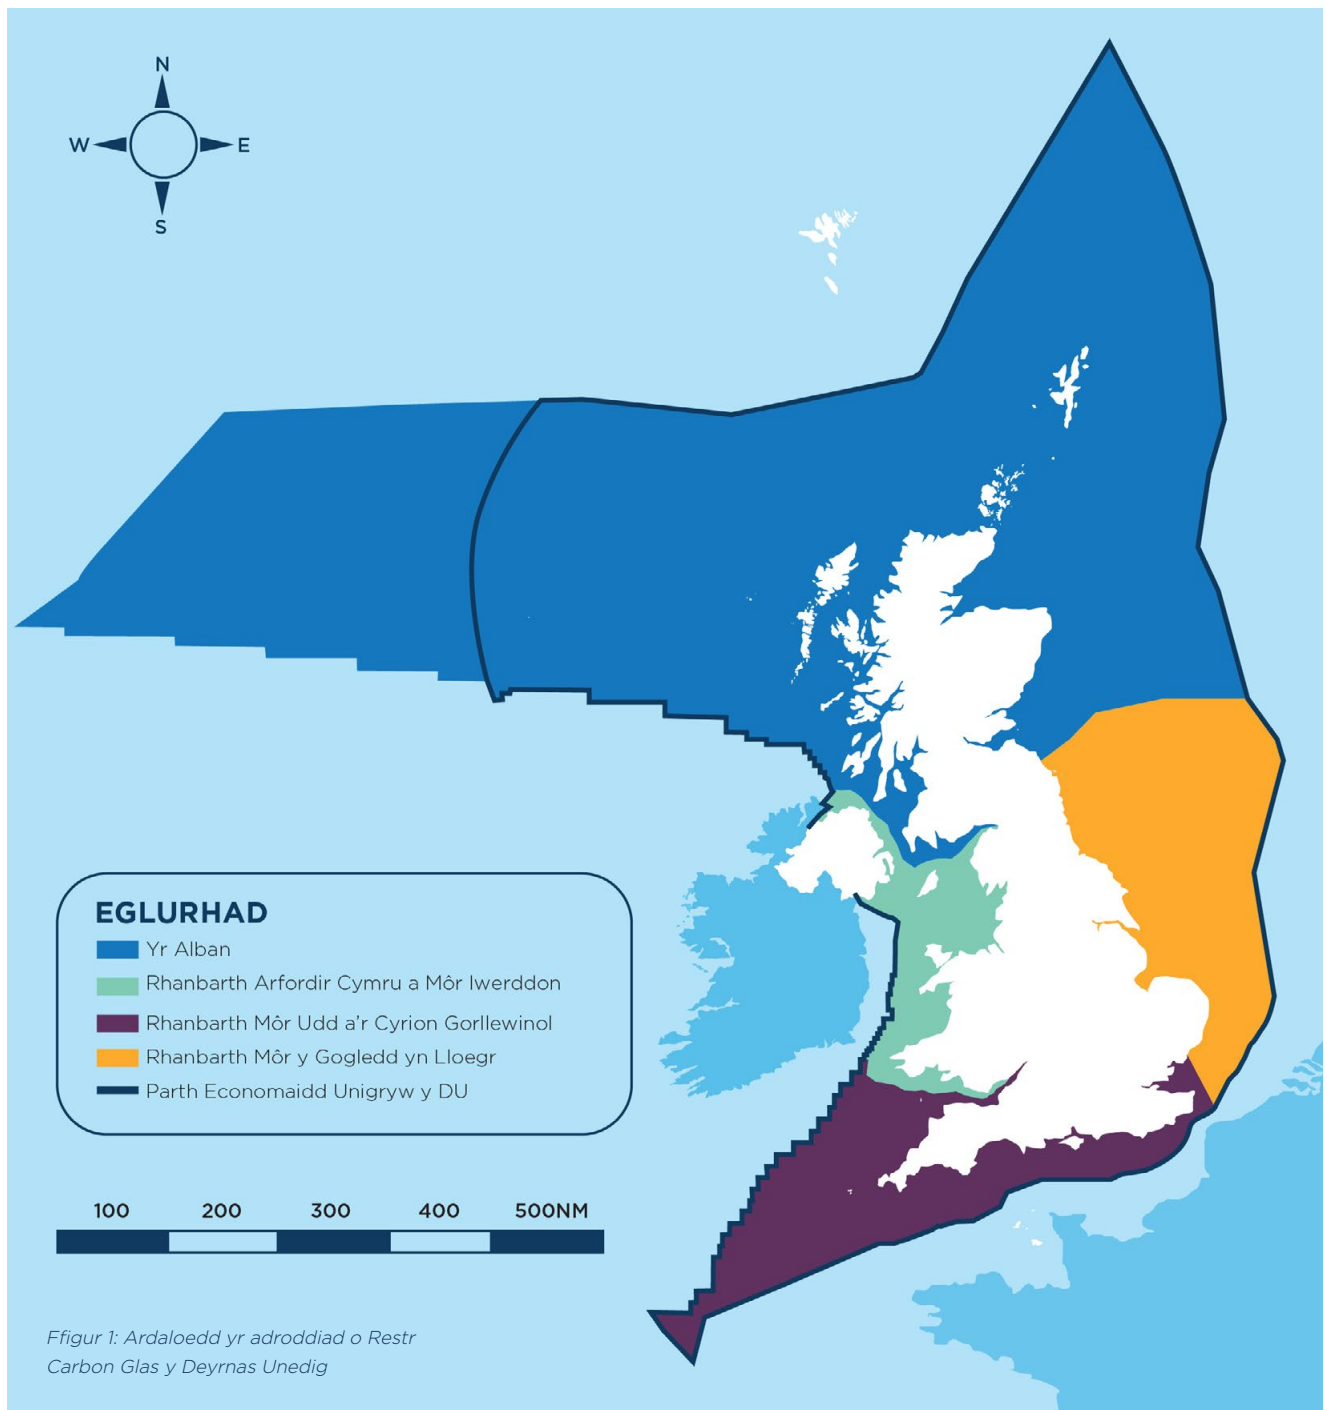 N
W E
S
EGLURHAD
Yr Alban
Rhanbarth Arfordir Cymru a Môr Iwerddon
Rhanbarth Môr Udd a'r Cyrion Gorllewinol
Rhanbarth Môr y Gogledd yn Lloegr
Parth Economaidd Unigryw y DU
100 200 300 400 500NM
Ffigur 1: Ardaloedd yr adroddiad o Restr
Carbon Glas y Deyrnas Unedig